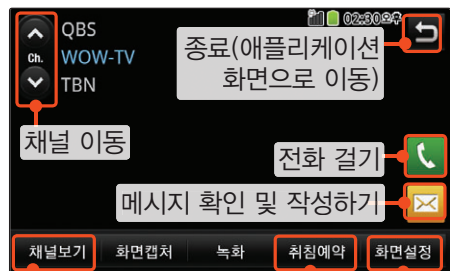 QBS
02:30오후
Ch.
WOW-TV
TBN
종료(애플리케이션
화면으로 이동)
채널 이동
전화 걸기
메시지 확인 및 작성하기
채널보기
화면캡처
녹화
취침예약
화면설정